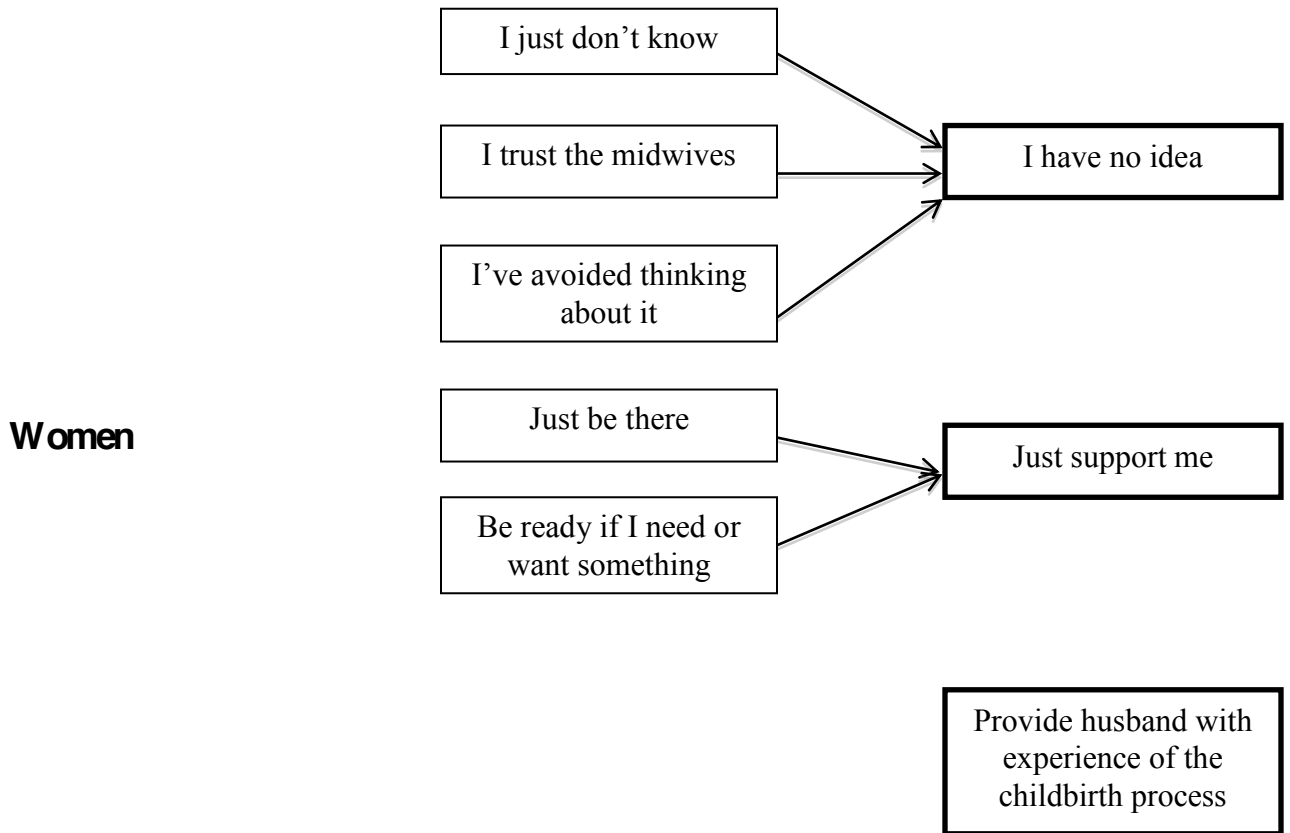 I just don’t know
I trust the midwives
I have no idea
I’ve avoided thinking
about it
Women
Just be there
Just support me
Be ready if I need or
want something
Provide husband with
experience of the
childbirth process